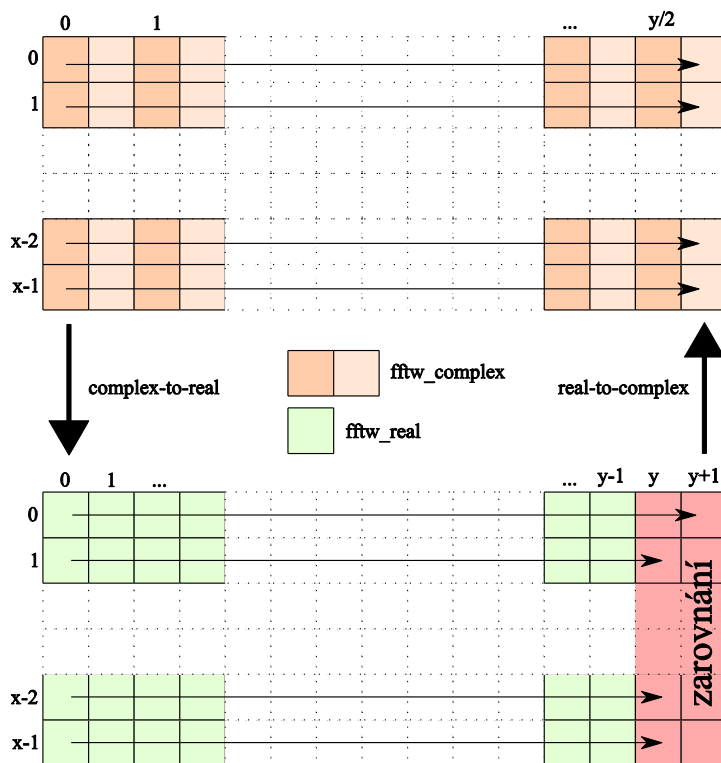 0 1 ... y/2
0
1
x-2
x-1
complex-to-real
fftw_complex
real-to-complex
fftw_real
0 1 ... ... y-1 y y+1
0
1
zarovnání
x-2
x-1